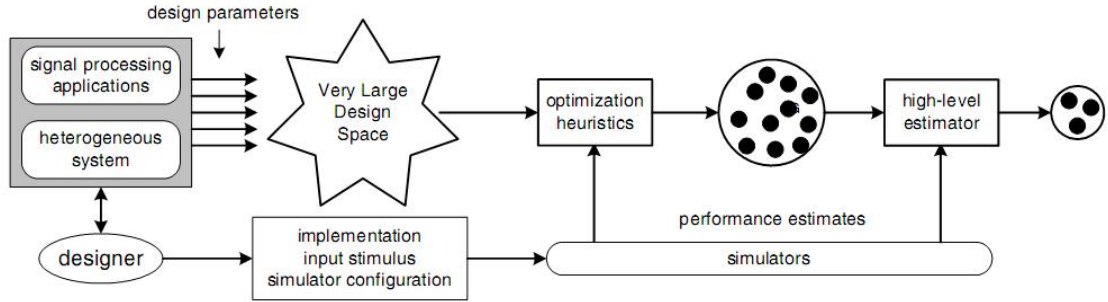 design parameters
signal processing
applications
heterogeneous
system
Very Large
Design
Space
optimization
heuristics
G
high-level
estimator
designer
implementation
input stimulus
simulator configuration
performance estimates
simulators